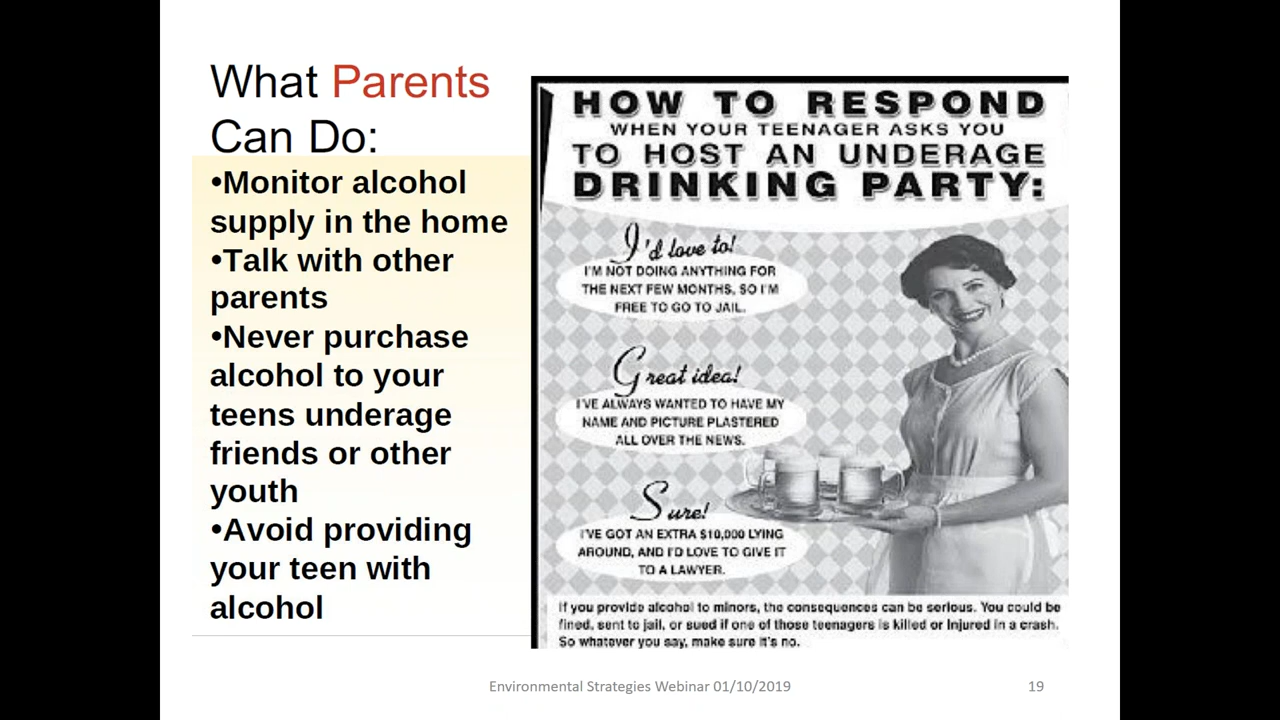 What Parents
Can Do:
•Monitor alcohol
supply in the home
•Talk with other
parents
•Never purchase
alcohol to your
teens underage
friends or other
youth
•Avoid providing
your teen with
alcohol
HOW TO RESPOND
WHEN YOUR TEENAGER ASKS YOU
TO HOST AN UNDERAGE
DRINKING PARTY:
I'd love to!
I'M NOT DOING ANYTHING FOR
THE NEXT FEW MONTHS, SO I'M
FREE TO GO TO JAIL.
Great idea!
I'VE ALWAYS WANTED TO HAVE MY
NAME AND PICTURE PLASTERED
ALL OVER THE NEWS.
Sure!
I'VE GOT AN EXTRA $10,000 LYING
AROUND, AND I'D LOVE TO GIVE IT
TO A LAWYER.
If you provide alcohol to minors, the consequences can be serious. You could be
fined, sent to jail, or sued if one of those teenagers is killed or injured in a crash.
So whatever you say, make sure it's no.
Environmental Strategies Webinar 01/10/2019
19